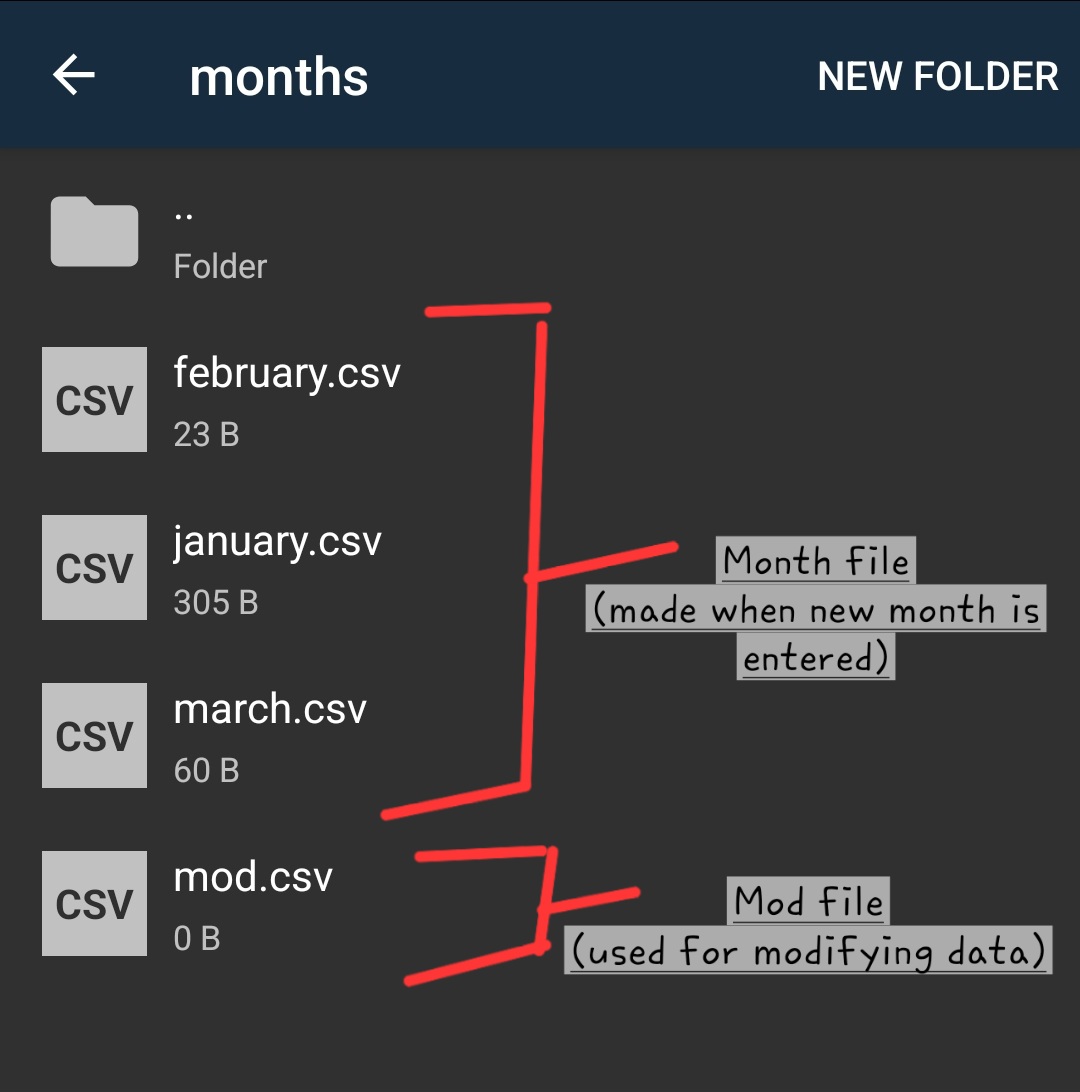 months
NEW FOLDER
..
Folder
CSV
february.csv
23 B
CSV
january.csv
305 B
Month file
(made when new month is
entered)
CSV
march.csv
60 B
CSV
mod.csv
0 B
Mod file
(used for modifying data)